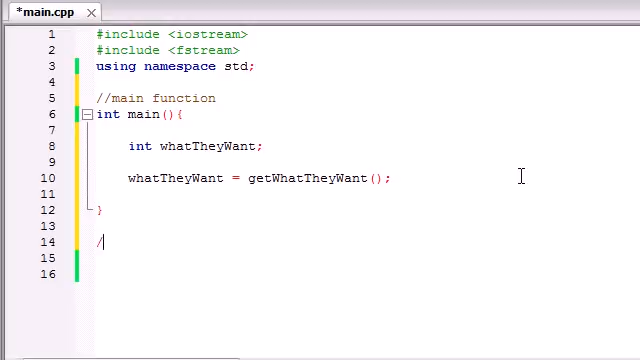 *main.cpp
1 #include <iostream>
2 #include <fstream>
3 using namespace std;
4
5 //main function
6 int main(){
7
8 int whatTheyWant;
9
10 whatTheyWant = getWhatTheyWant();
11
12 }
13
14 /
15
16